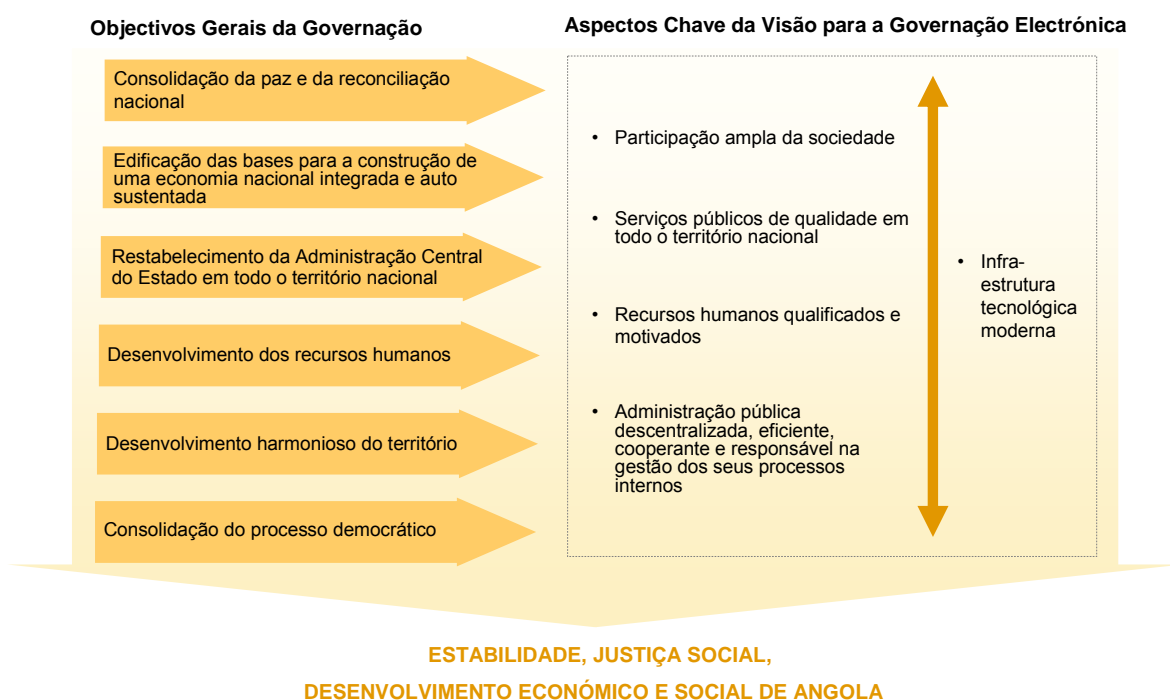 Objectivos Gerais da Governação
Aspectos Chave da Visão para a Governação Electrónica
Consolidação da paz e da reconciliação
nacional
Edificação das bases para a construção de
uma economia nacional integrada e auto
sustentada
Restabelecimento da Administração Central
do Estado em todo o território nacional
Desenvolvimento dos recursos humanos
Desenvolvimento harmonioso do território
Consolidação do processo democrático
• Participação ampla da sociedade
• Serviços públicos de qualidade em
todo o território nacional
• Recursos humanos qualificados e
motivados
• Administração pública
descentralizada, eficiente,
cooperante e responsável na
gestão dos seus processos
internos
• Infra-
estrutura
tecnológica
moderna
ESTABILIDADE, JUSTIÇA SOCIAL,
DESENVOLVIMENTO ECONÓMICO E SOCIAL DE ANGOLA